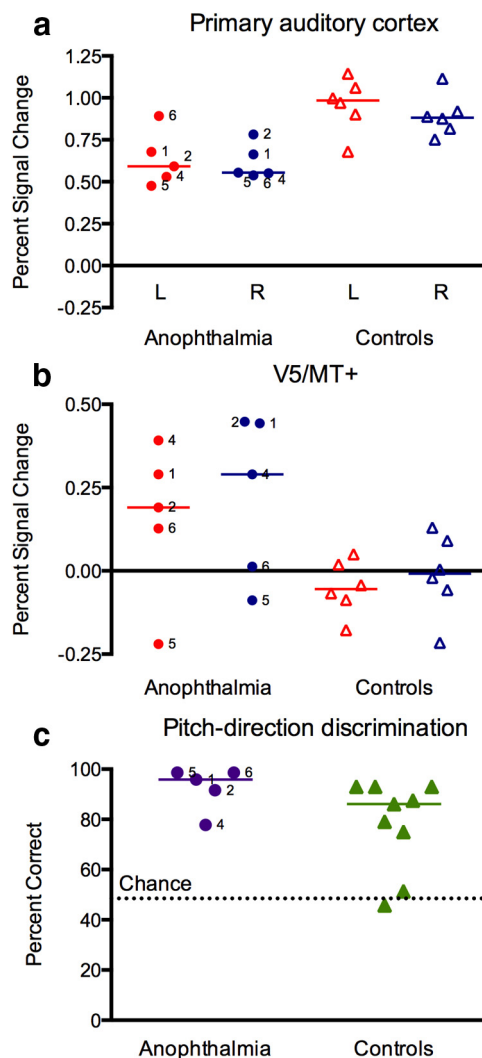 a
Primary auditory cortex
Percent Signal Change
1.25
1.00
0.75
0.50
0.25
0.00
-0.25
6
1
2
4
5
2
1
5 6 4
L R L R
Anophthalmia Controls
b
V5/MT+
Percent Signal Change
0.50
0.25
0.00
-0.25
4
1
2
6
5
2 1
4
6
5
Anophthalmia Controls
c
Pitch-direction discrimination
Percent Correct
100
80
60
40
20
0
5 1 6
2
4
Chance
Anophthalmia Controls